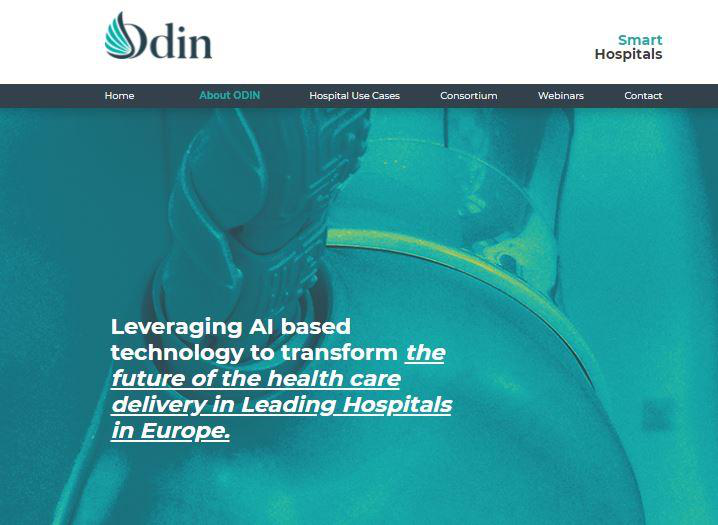 Odin
Smart
Hospitals
Home
About ODIN
Hospital Use Cases
Consortium
Webinars
Contact
Leveraging AI based
technology to transform the
future of the health care
delivery in Leading Hospitals
in Europe.